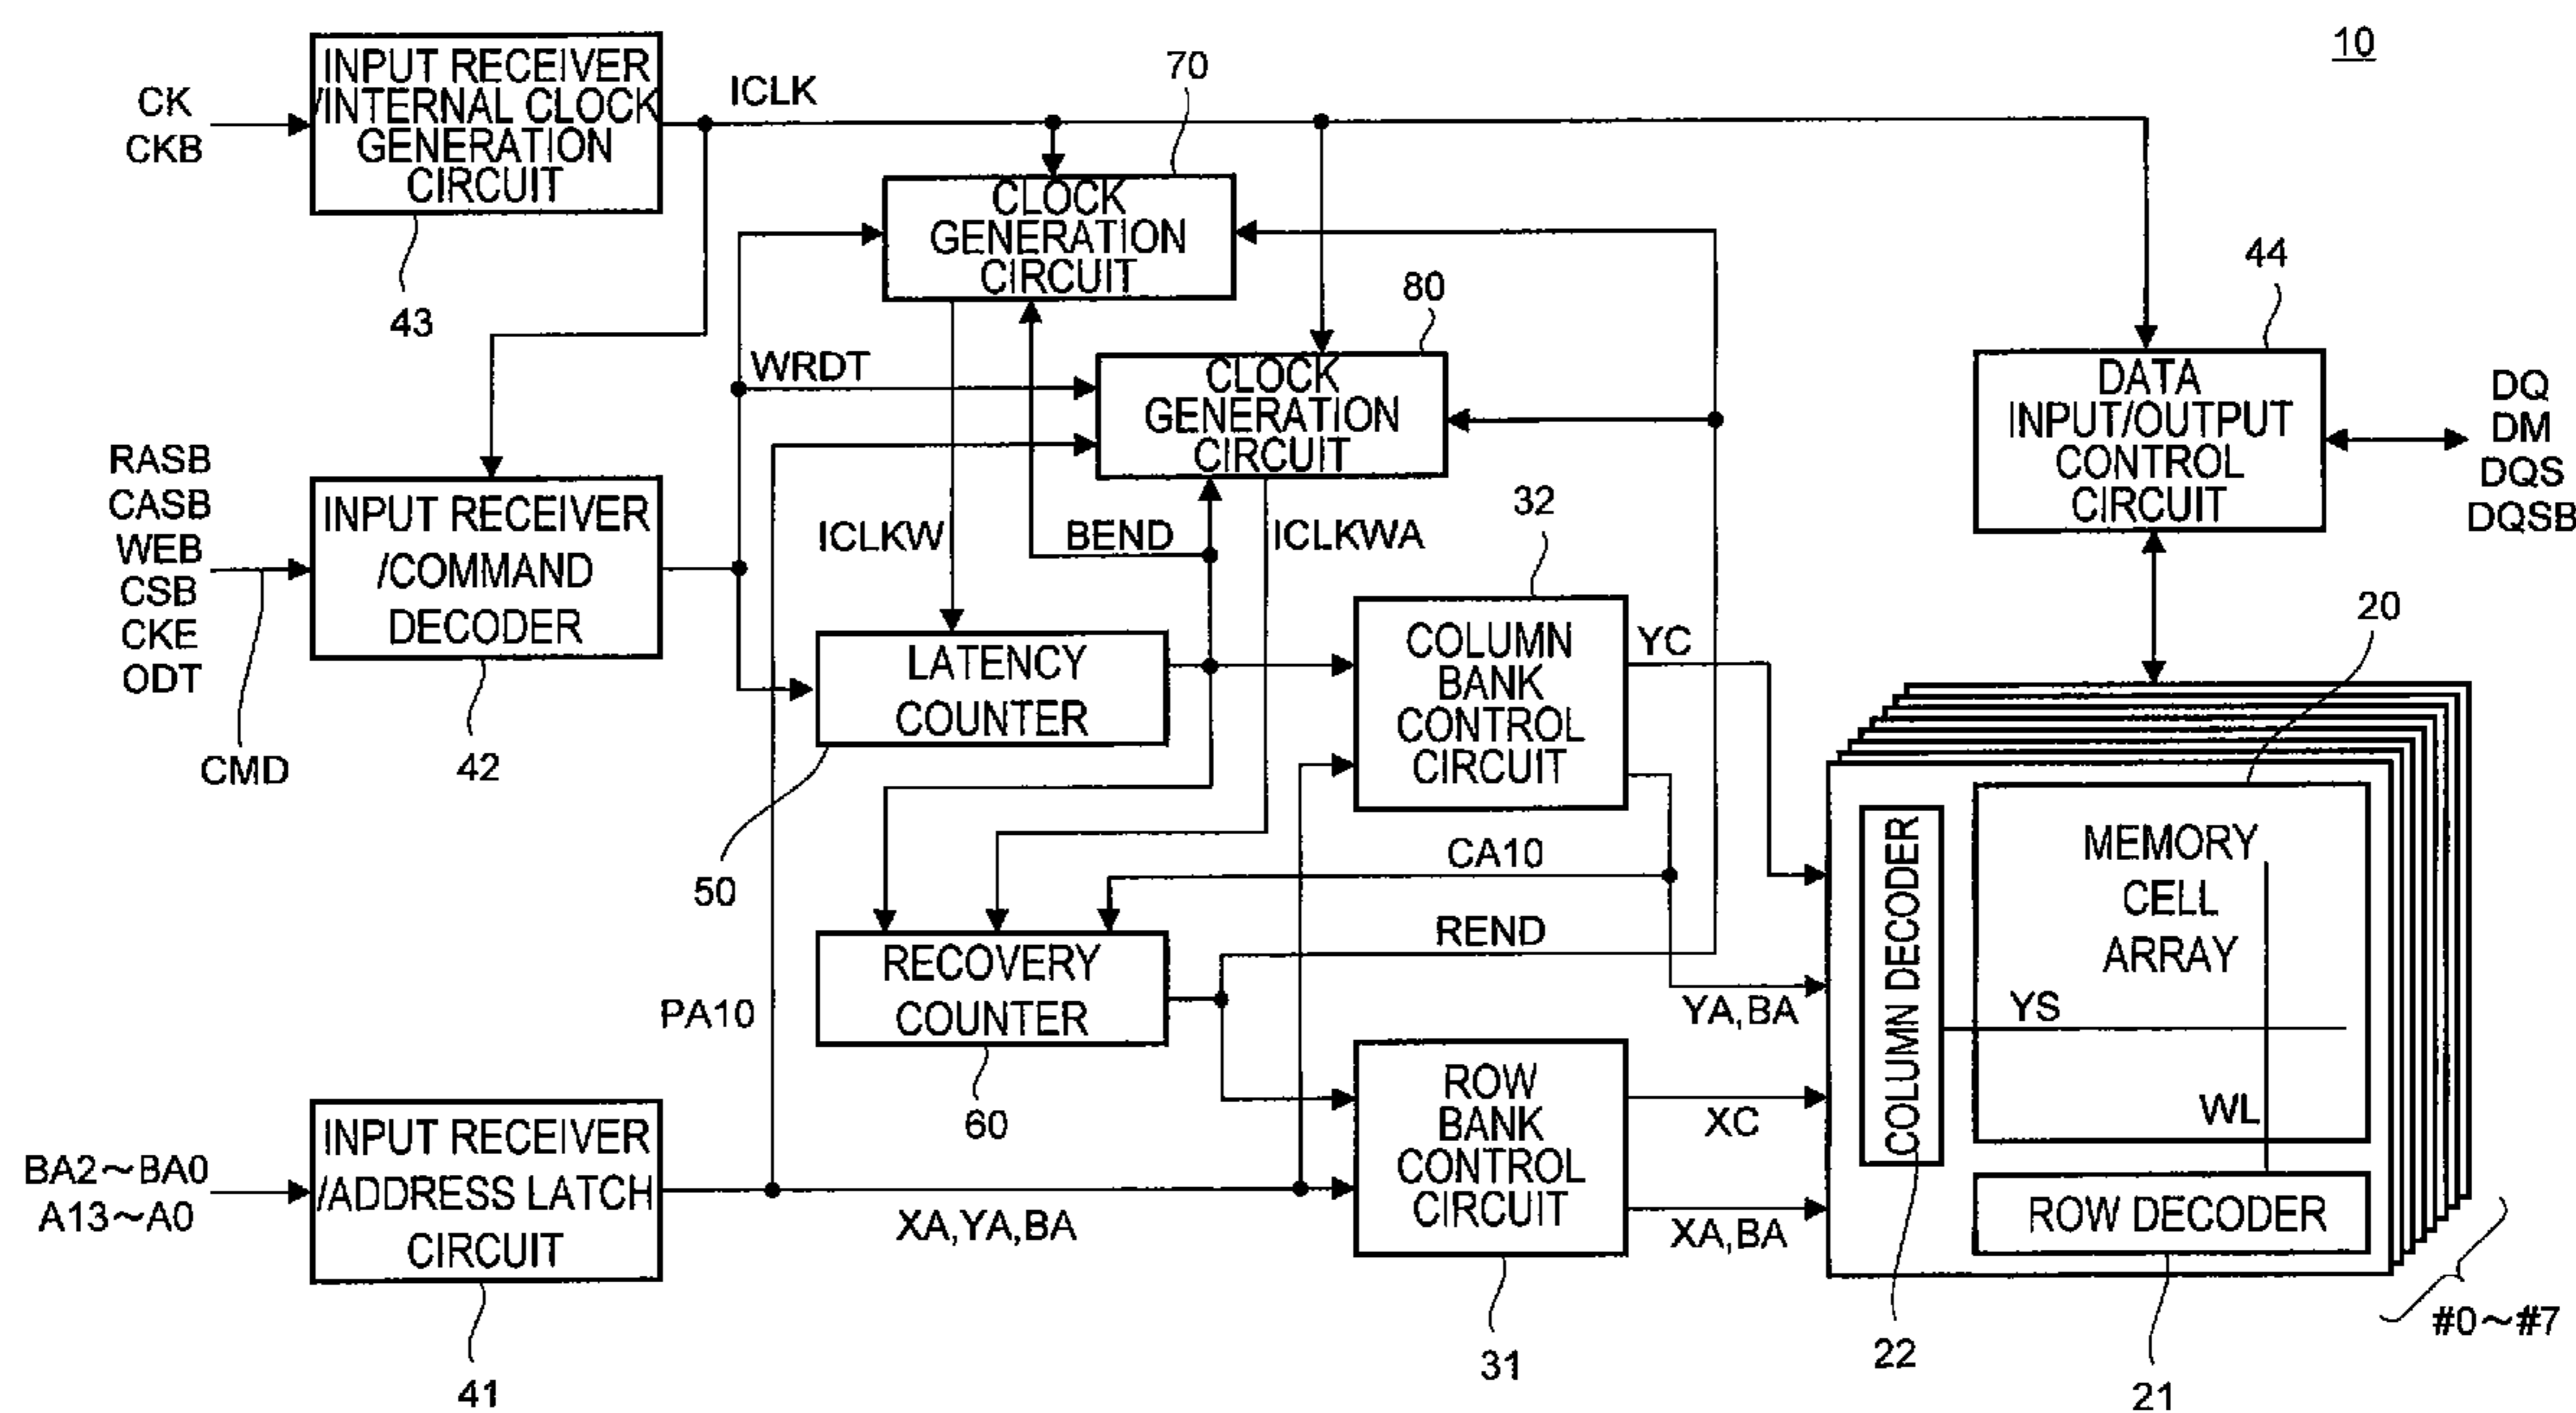 10
CK
CKB
INPUT RECEIVER
/INTERNAL CLOCK
GENERATION
CIRCUIT
43
ICLK
70
CLOCK
GENERATION
CIRCUIT
80
WRDT
CLOCK
GENERATION
CIRCUIT
44
DATA
INPUT/OUTPUT
CONTROL
CIRCUIT
DQ
DM
DQS
DQSB
RASB
CASB
WEB
CSB
CKE
ODT
CMD
INPUT RECEIVER
/COMMAND
DECODER
42
ICLKW
BEND
ICLKWA
LATENCY
COUNTER
50
32
COLUMN
BANK
CONTROL
CIRCUIT
YC
20
CA10
REND
RECOVERY
COUNTER
60
PA10
YA,BA
COLUMN DECODER
22
MEMORY
CELL
ARRAY
YS
WL
ROW DECODER
21
#0~#7
BA2~BA0
A13~A0
INPUT RECEIVER
/ADDRESS LATCH
CIRCUIT
41
XA,YA,BA
ROW
BANK
CONTROL
CIRCUIT
31
XC
XA,BA